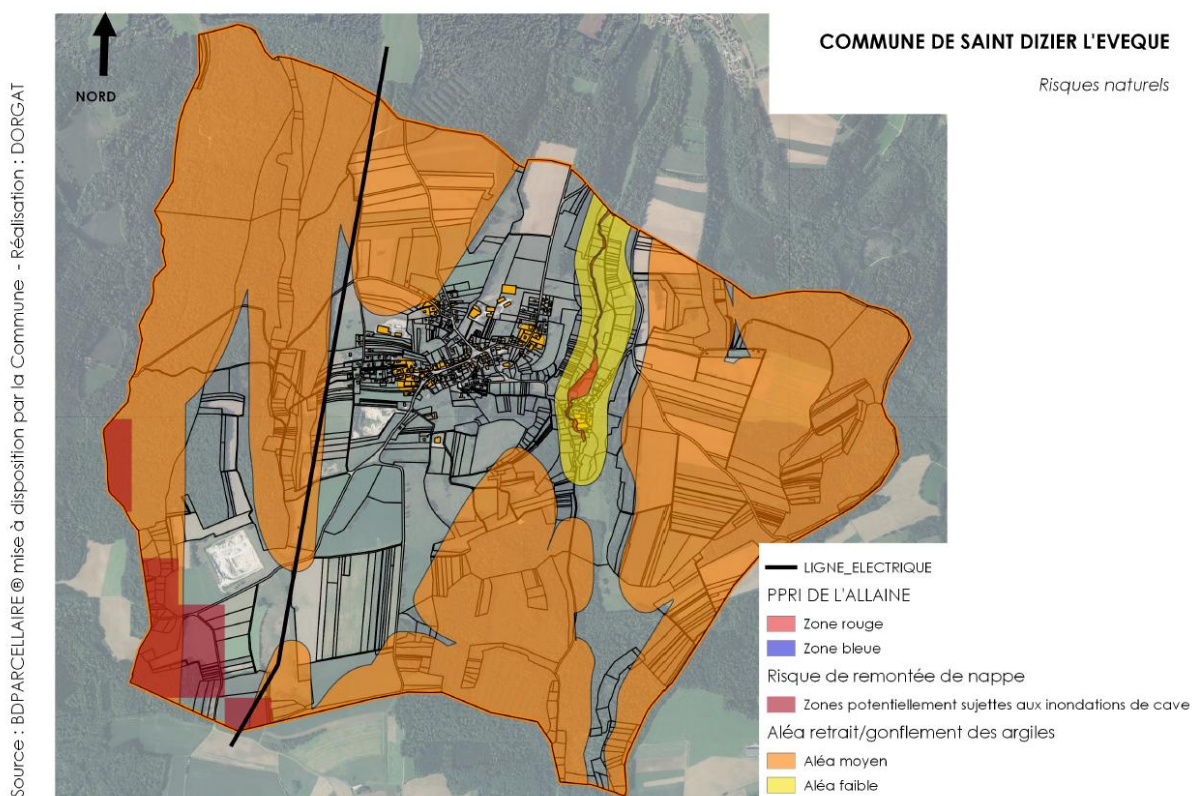 COMMUNE DE SAINT DIZIER L'EVEQUE
Risques naturels
NORD
Source : BDPARCELLAIRE® mise à disposition par la Commune - Réalisation : DORGAT
LIGNE_ELECTRIQUE
PPRI DE L'ALLAINE
Zone rouge
Zone bleue
Risque de remontée de nappe
Zones potentiellement sujettes aux inondations de cave
Aléa retrait/gonflement des argiles
Aléa moyen
Aléa faible